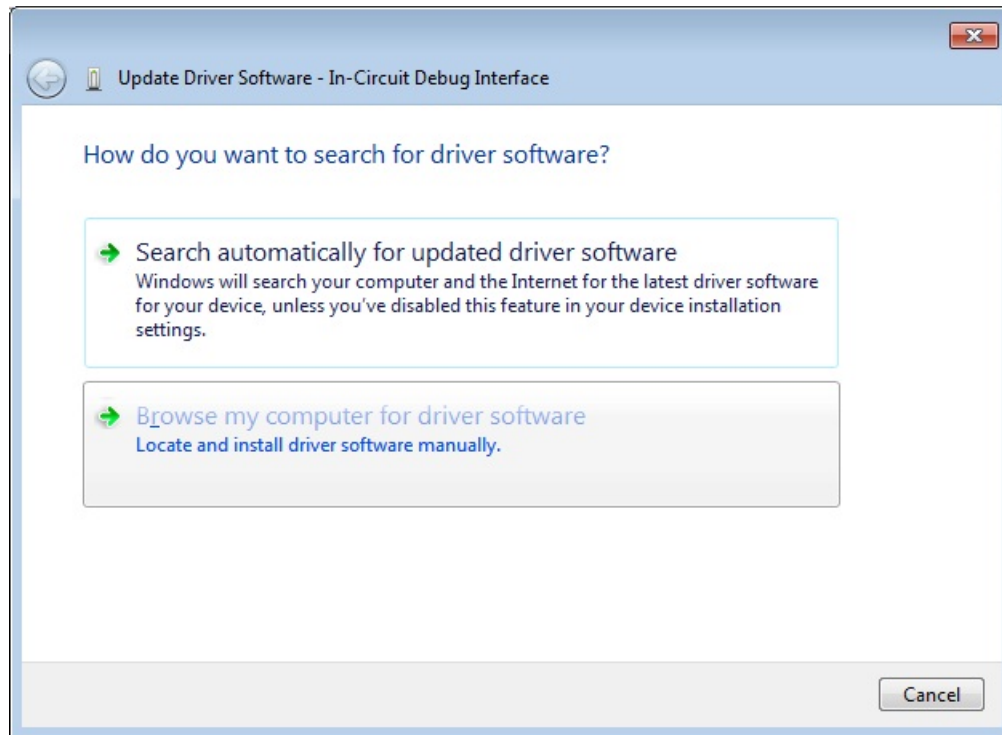 Update Driver Software - In-Circuit Debug Interface
How do you want to search for driver software?
Search automatically for updated driver software
Windows will search your computer and the Internet for the latest driver software
for your device, unless you've disabled this feature in your device installation
settings.
Browse my computer for driver software
Locate and install driver software manually.
Cancel